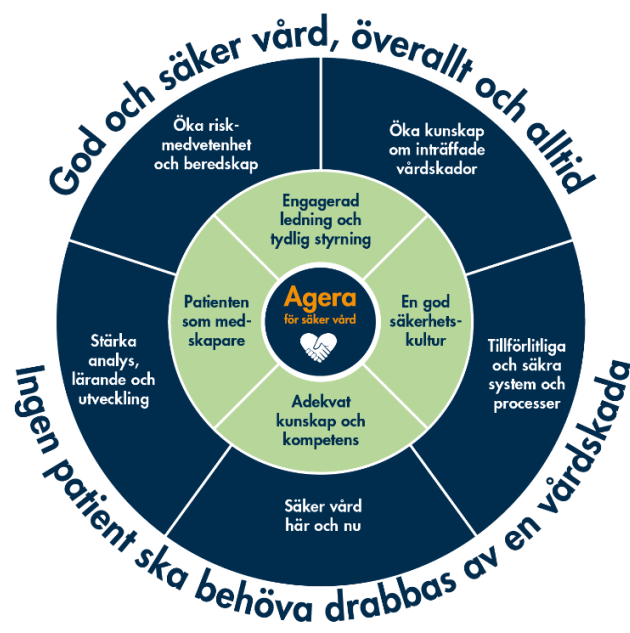 God och säker vård, överallt och alltid
Öka risk-
medvetenhet
och beredskap
Öka kunskap
om inträffade
vårdskador
Engagerad
ledning och
tydlig styrning
Patienten
som med-
skapare
Agera
för säker vård
En god
säkerhets-
kultur
Stärka
analys,
lärande och
utveckling
Tillförlitliga
och säkra
system och
processer
Adekvat
kunskap och
kompetens
Säker vård
här och nu
Ingen patient ska behöva drabbas av en vårdskada